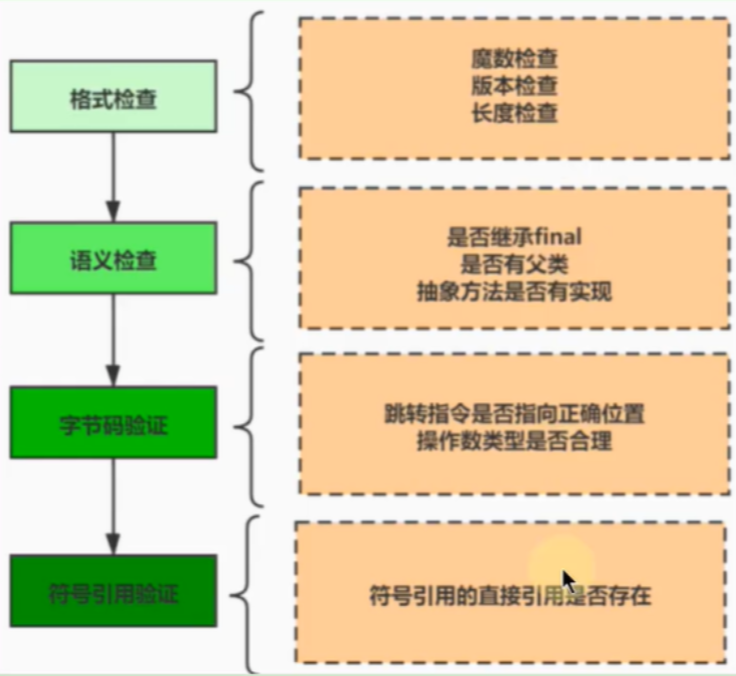 格式检查
魔数检查
版本检查
长度检查
语义检查
是否继承final
是否有父类
抽象方法是否有实现
字节码验证
跳转指令是否指向正确位置
操作数类型是否合理
符号引用验证
符号引用的直接引用是否存在